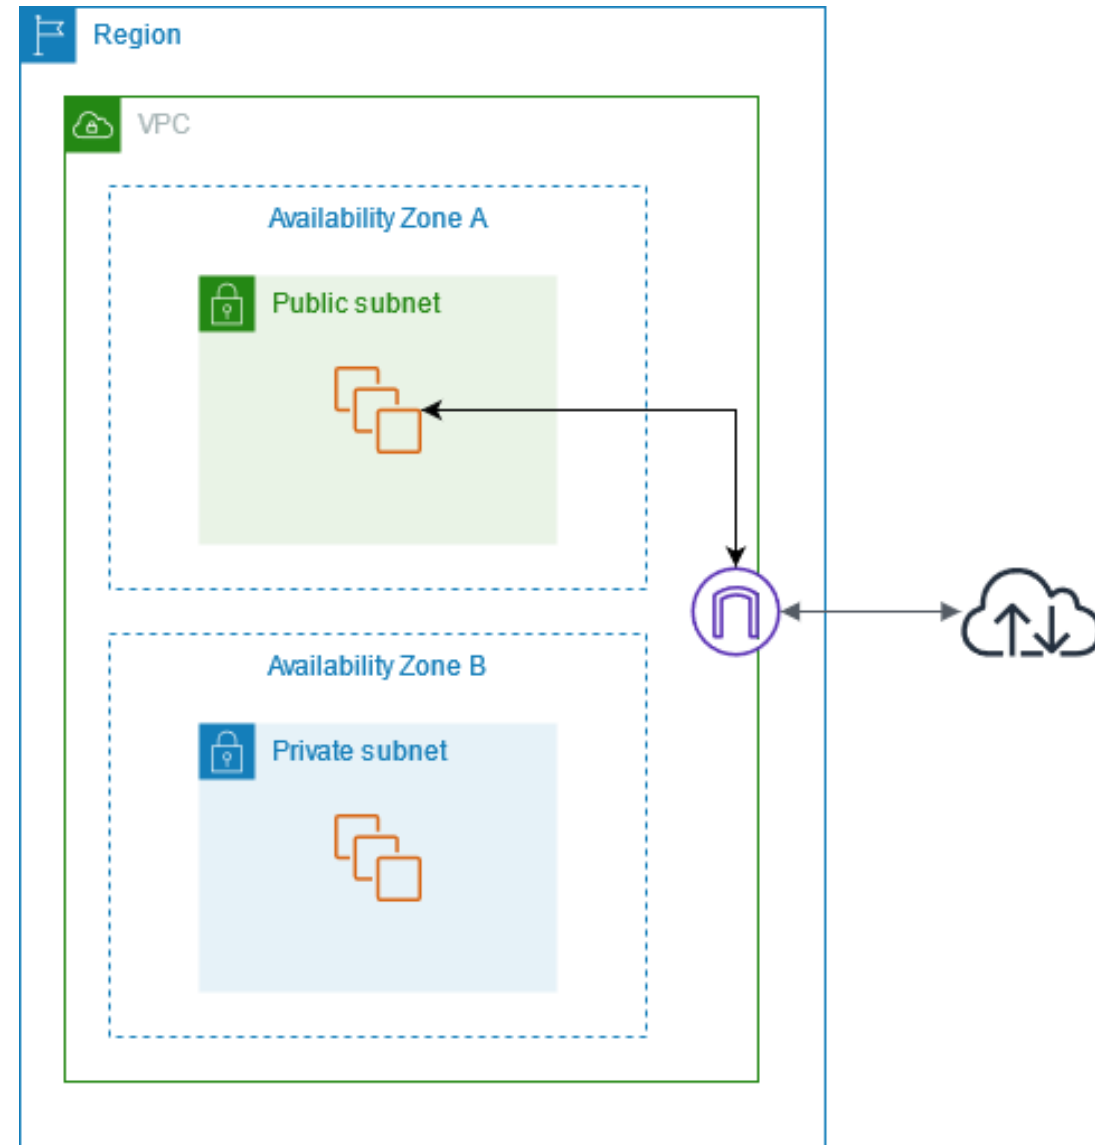 Region
VPC
Availability Zone A
Public subnet
Availability Zone B
Private subnet